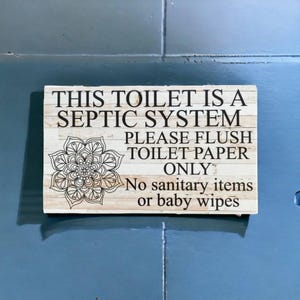 THIS TOILET IS A
SEPTIC SYSTEM
PLEASE FLUSH
TOILET PAPER
ONLY
No sanitary items
or baby wipes